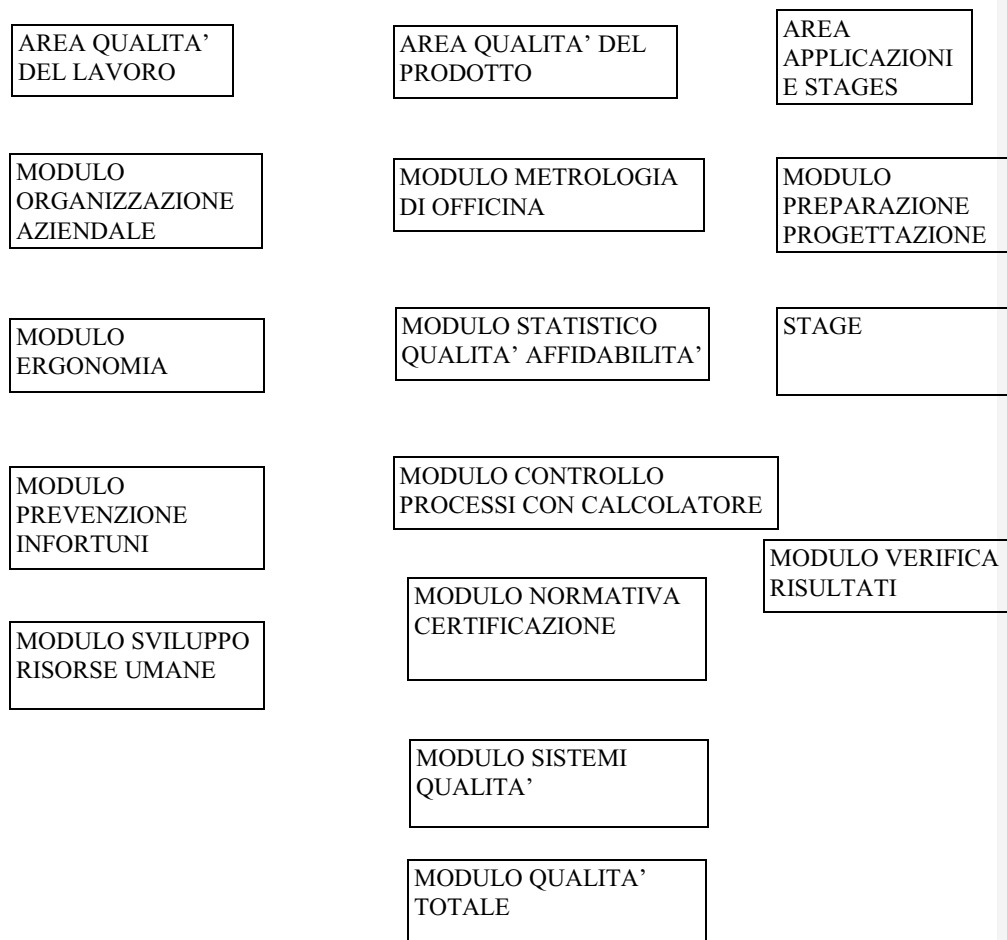 AREA QUALITA’
DEL LAVORO
MODULO
ORGANIZZAZIONE
AZIENDALE
MODULO
ERGONOMIA
MODULO
PREVENZIONE
INFORTUNI
MODULO SVILUPPO
RISORSE UMANE
AREA QUALITA’ DEL
PRODOTTO
MODULO METROLOGIA
DI OFFICINA
MODULO STATISTICO
QUALITA’ AFFIDABILITA’
MODULO CONTROLLO
PROCESSI CON CALCOLATORE
MODULO NORMATIVA
CERTIFICAZIONE
MODULO SISTEMI
QUALITA’
MODULO QUALITA’
TOTALE
AREA
APPLICAZIONI
E STAGES
MODULO
PREPARAZIONE
PROGETTAZIONE
STAGE
MODULO VERIFICA
RISULTATI